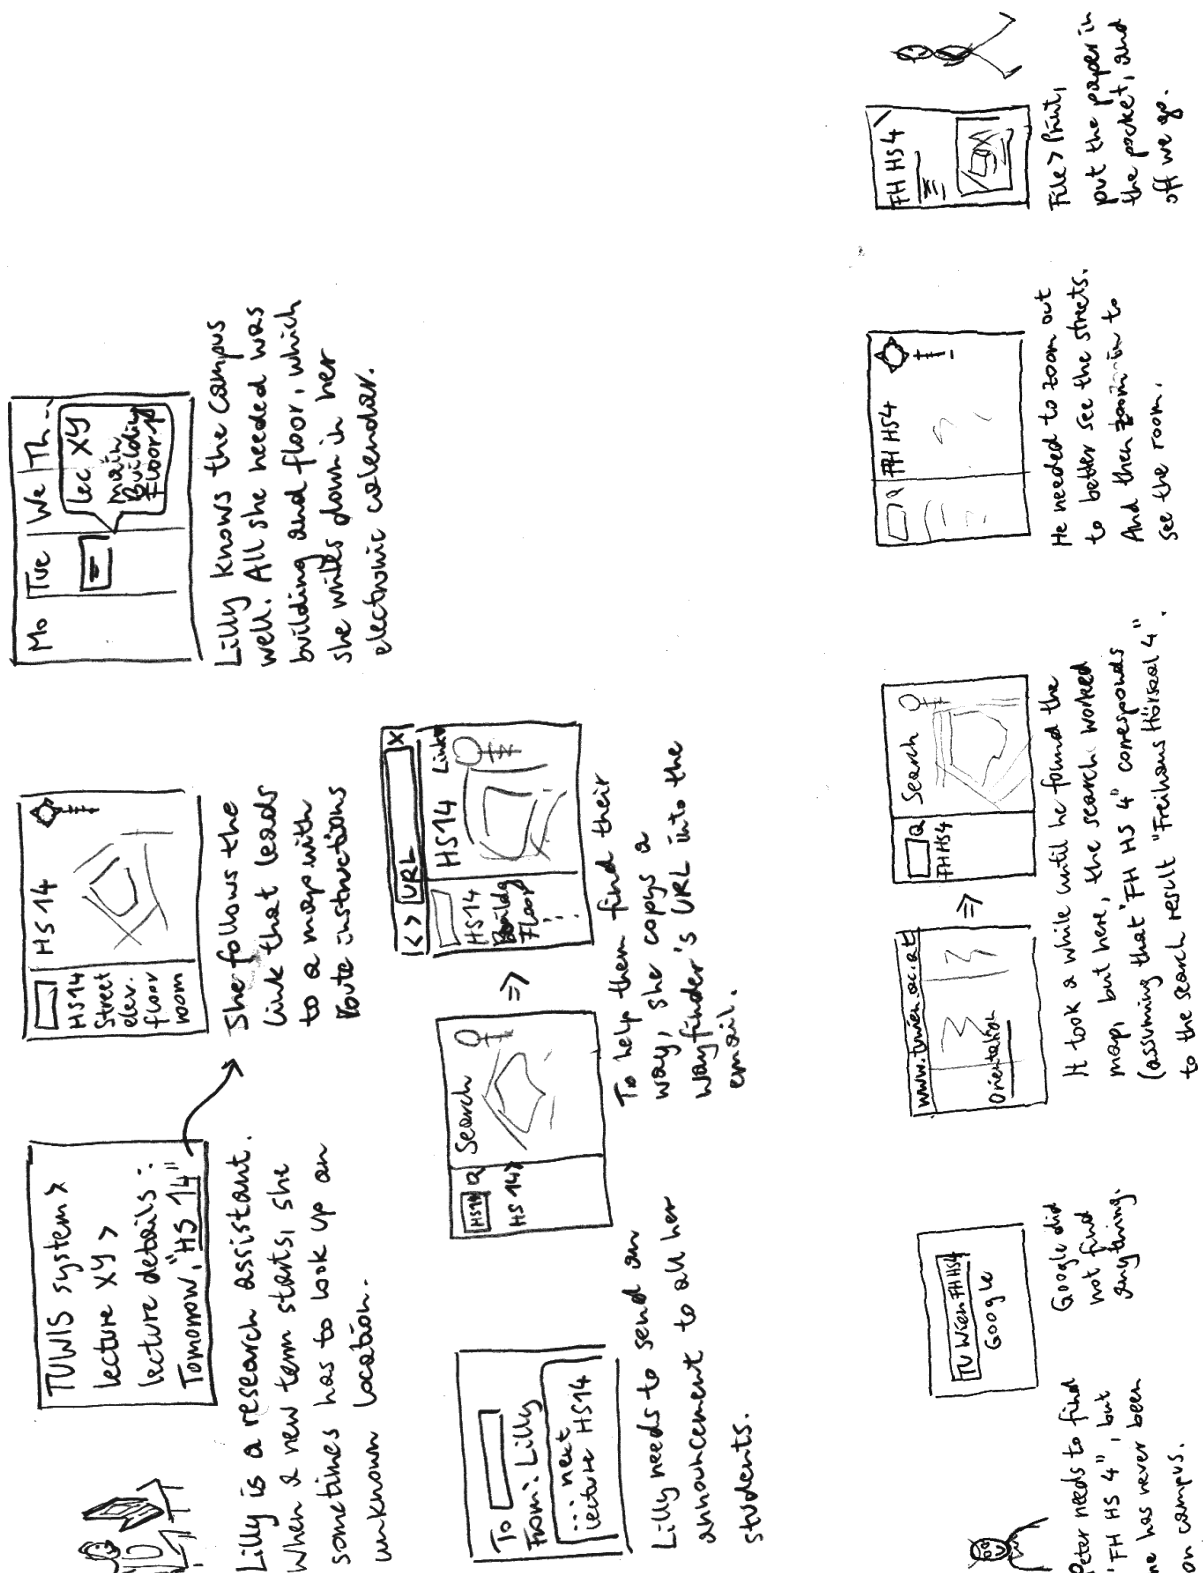 TUWIS system >
lecture XY >
lecture details :
Tomorrow, "HS 14"
Lilly is a research assistant.
When a new term starts, she
sometimes has to look up an
unknown location.
HS 14
HS14
Street
elev.
floor
room
She follows the
link that leads
to a map with
route instructions
Mo Tue We Th...
Lec XY
Main
Building
Floor 1
Lilly knows the campus
well. All she needed was
building and floor, which
she writes down in her
electronic calendar.
To
From: Lilly
... next
lecture HS14
Lilly needs to send an
announcement to all her
students.
HS14 Q Search
HS 14>
=>
< > URL X
HS14 Link
HS14
Buildg
Floor
To help them find their
way, she copys a
wayfinder's URL into the
email.
Peter needs to find
"FH HS 4", but
he has never been
on campus.
TU Wien FH HS4
Google
Google did
not find
anything.
www.tuwien.ac.at
Orientation
=>
Q Search
FH HS4
It took a while until he found the
map, but here, the search worked
(assuming that "FH HS 4" corresponds
to the search result "Freihaus Hörsaal 4".
FH HS4
He needed to zoom out
to better see the streets.
And then zoom in to
see the room.
FH HS4
File > Print,
put the paper in
the pocket, and
off we go.